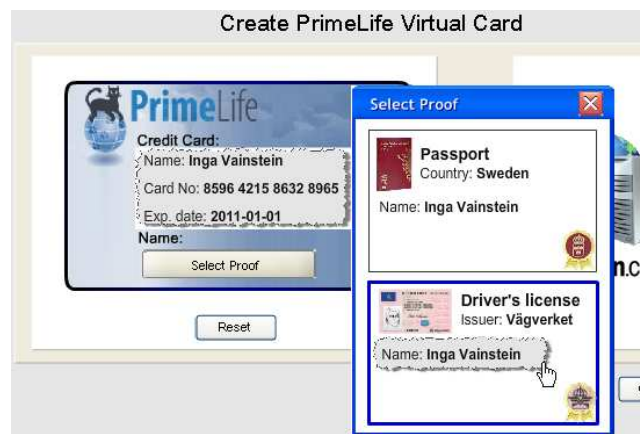 Create PrimeLife Virtual Card
PrimeLife
Credit Card:
Name: Inga Vainstein
Card No: 8596 4215 8632 8965
Exp. date: 2011-01-01
Name:
Select Proof
Reset
Select Proof
Passport
Country: Sweden
Name: Inga Vainstein
Driver's license
Issuer: Vägverket
Name: Inga Vainstein